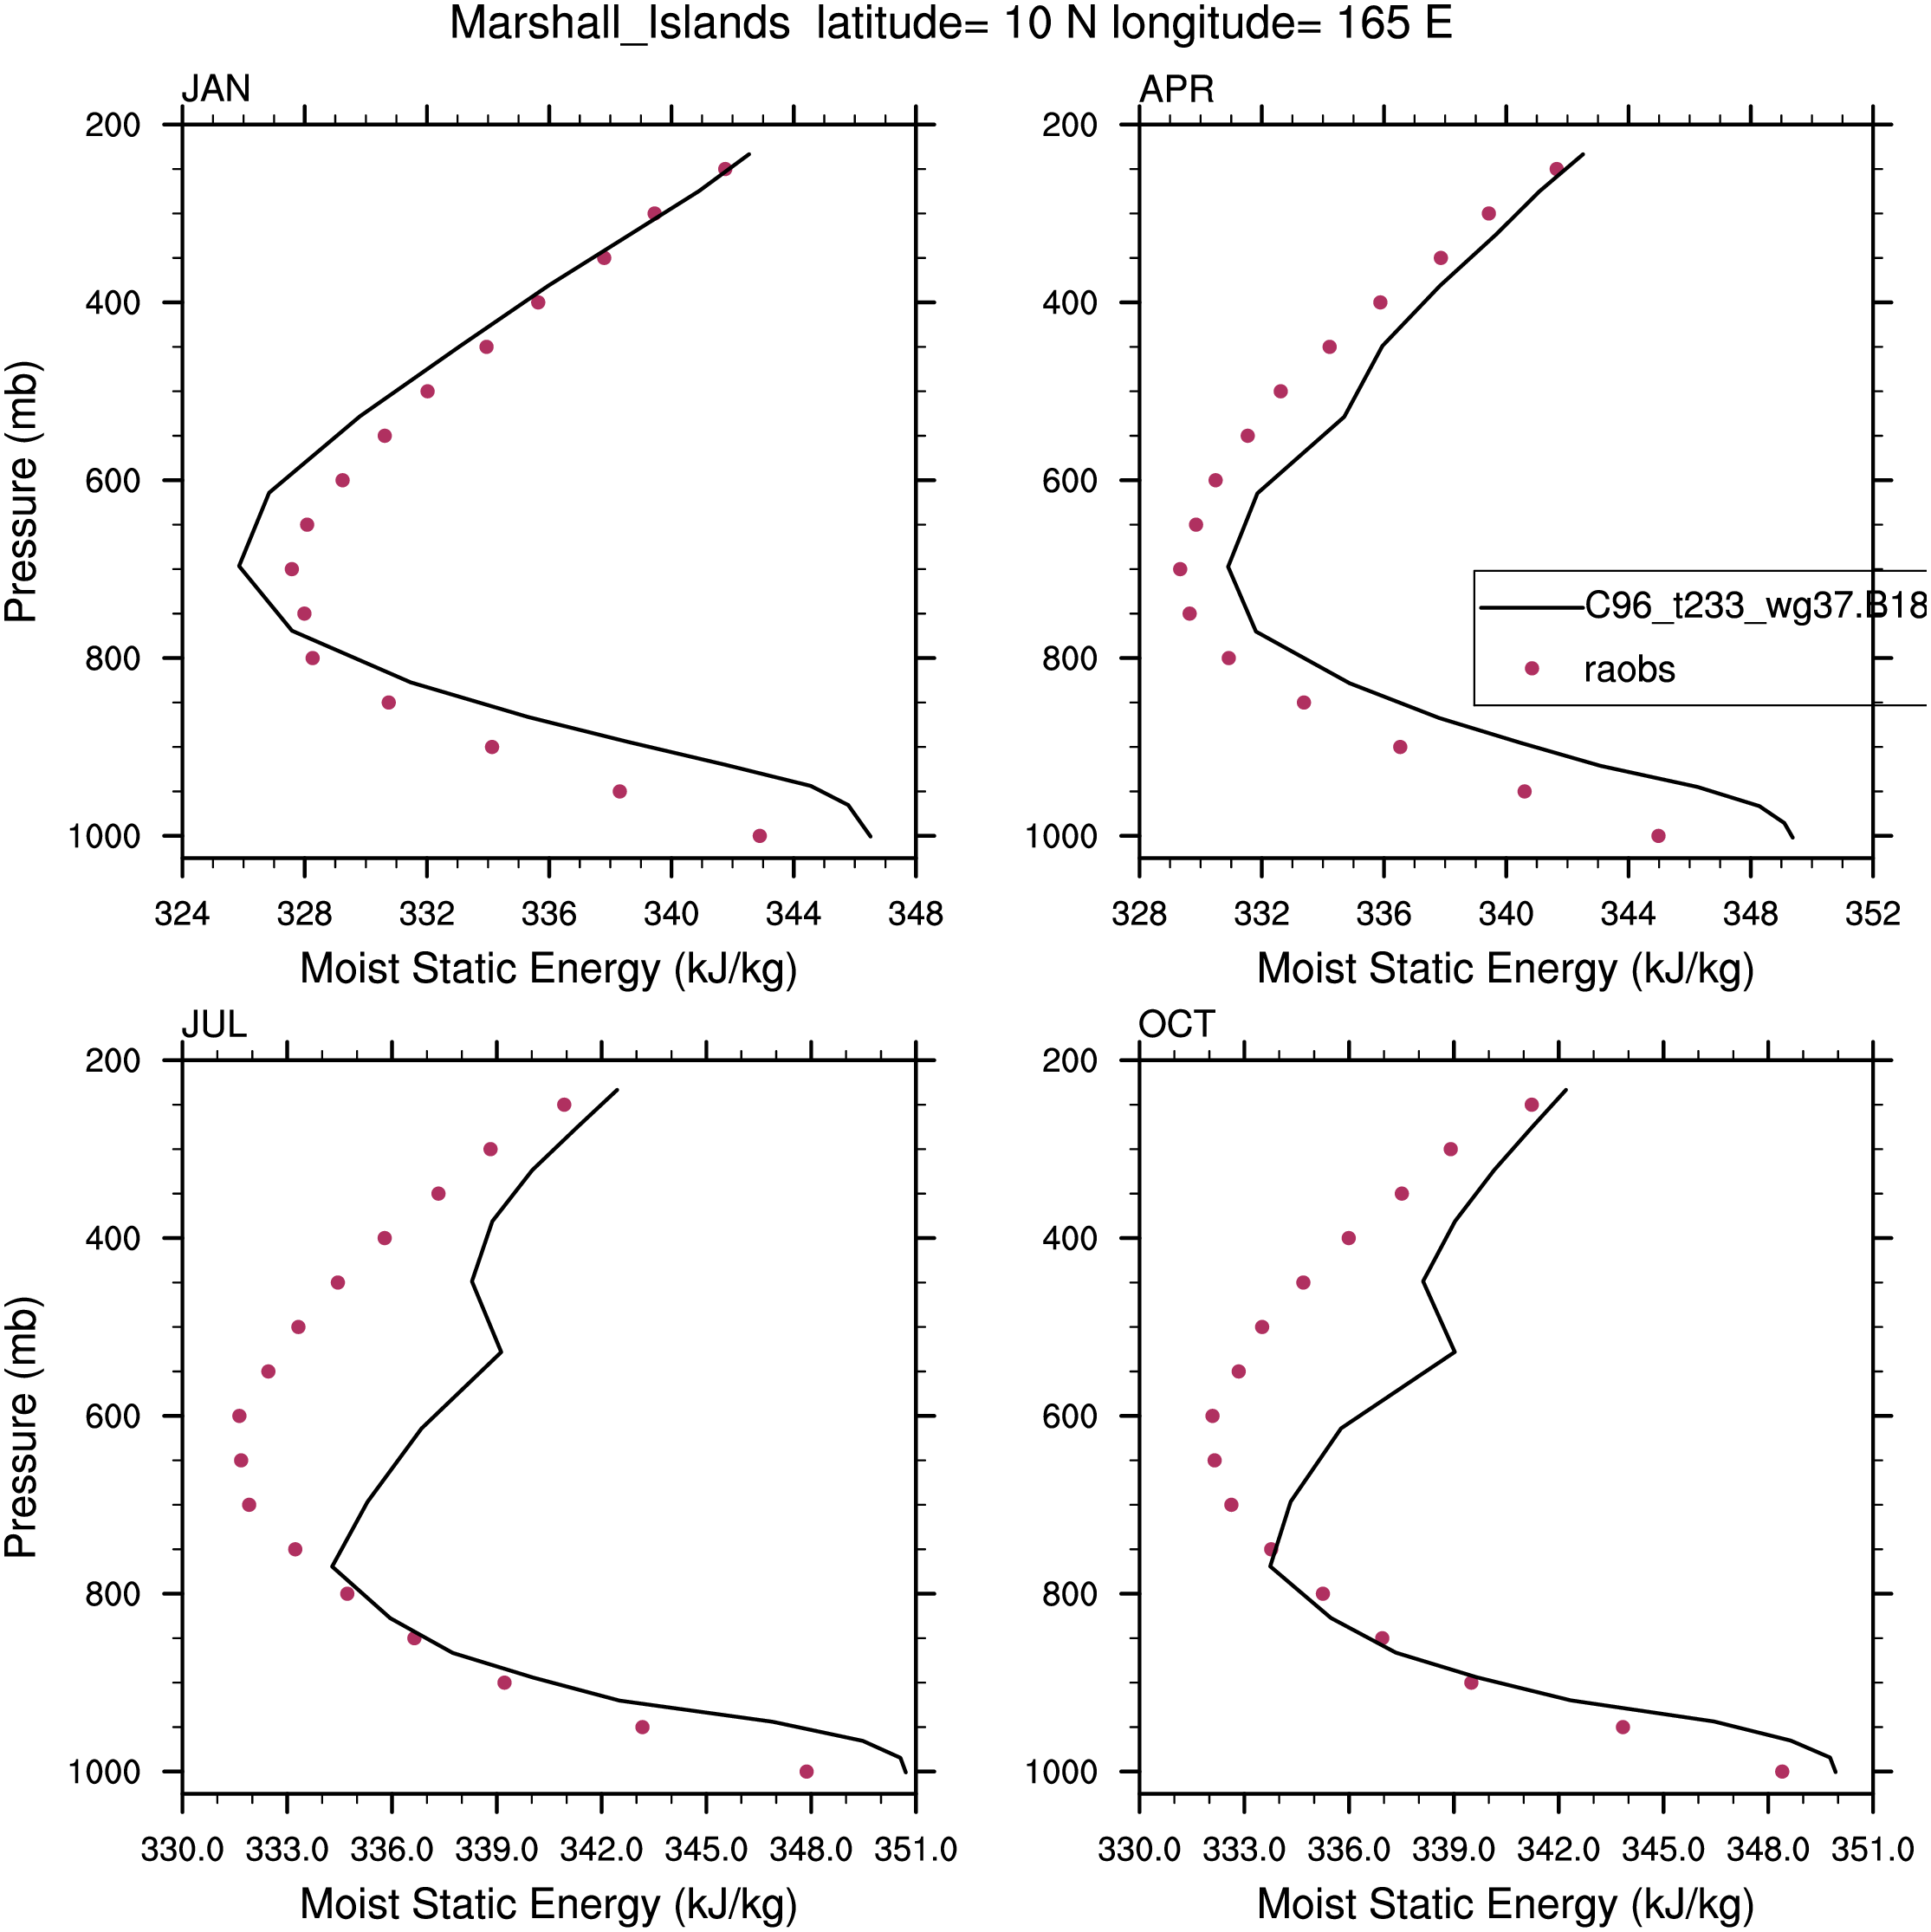 Marshall_Islands latitude= 10 N longitude= 165 E
JAN
200
400
600
800
1000
Pressure (mb)
324 328 332 336 340 344 348
Moist Static Energy (kJ/kg)
APR
200
400
600
800
1000
C96_t233_wg37.B18
raobs
328 332 336 340 344 348 352
Moist Static Energy (kJ/kg)
JUL
200
400
600
800
1000
Pressure (mb)
330.0 333.0 336.0 339.0 342.0 345.0 348.0 351.0
Moist Static Energy (kJ/kg)
OCT
200
400
600
800
1000
330.0 333.0 336.0 339.0 342.0 345.0 348.0 351.0
Moist Static Energy (kJ/kg)